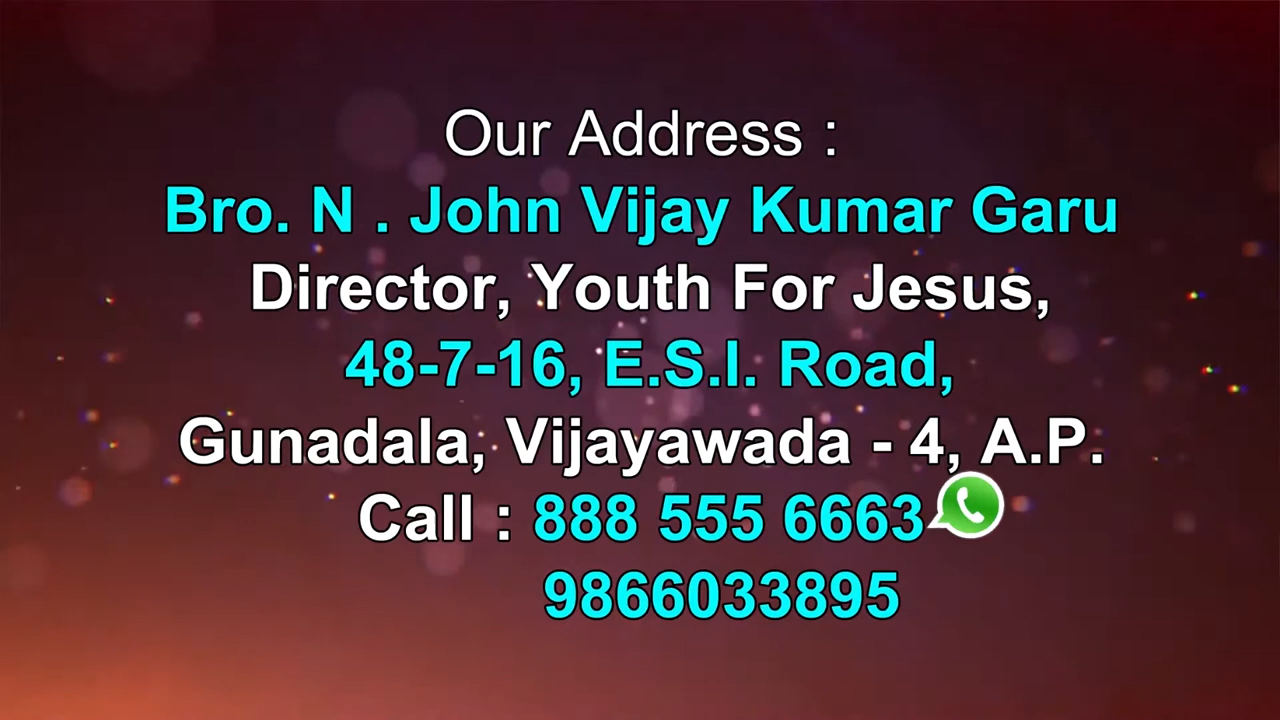 Our Address :
Bro. N . John Vijay Kumar Garu
Director, Youth For Jesus,
48-7-16, E.S.I. Road,
Gunadala, Vijayawada - 4, A.P.
Call : 888 555 6663
9866033895